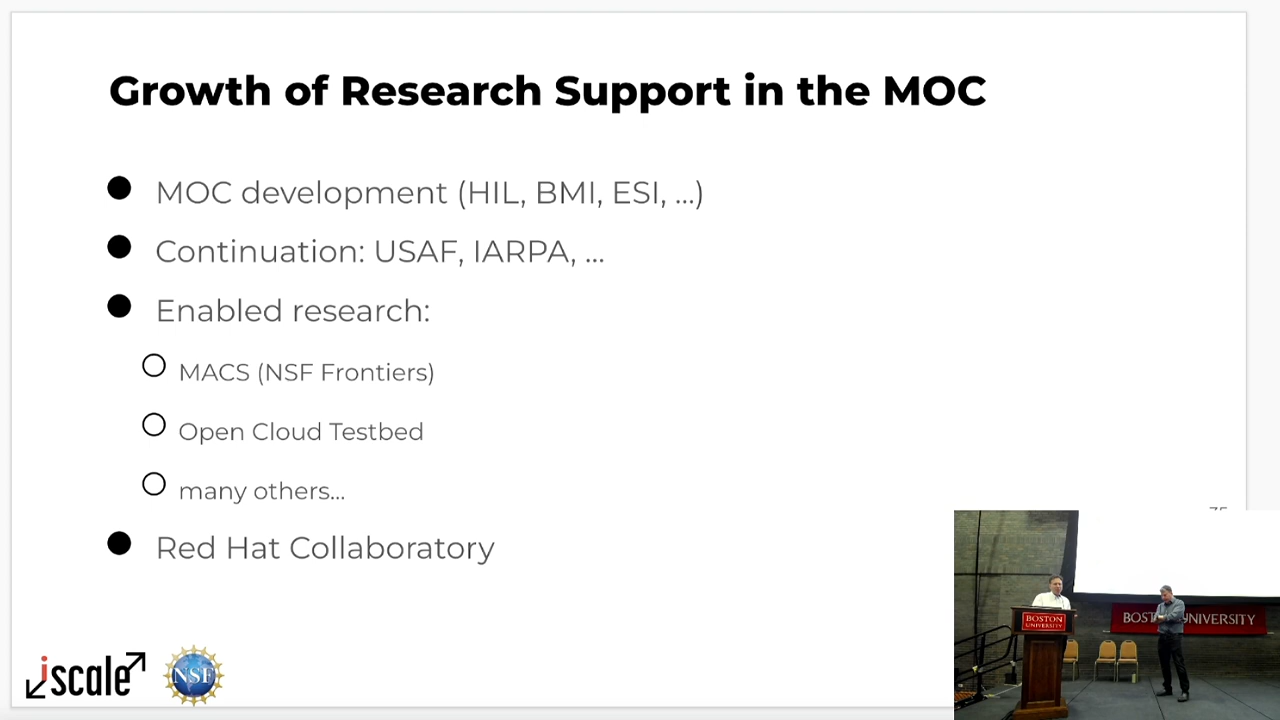 Growth of Research Support in the MOC
MOC development (HIL, BMI, ESI, ...)
Continuation: USAF, IARPA, ...
Enabled research:
MACS (NSF Frontiers)
Open Cloud Testbed
many others...
Red Hat Collaboratory
iscale
NSF
BOSTON
UNIVERSITY
UNIVERSITY